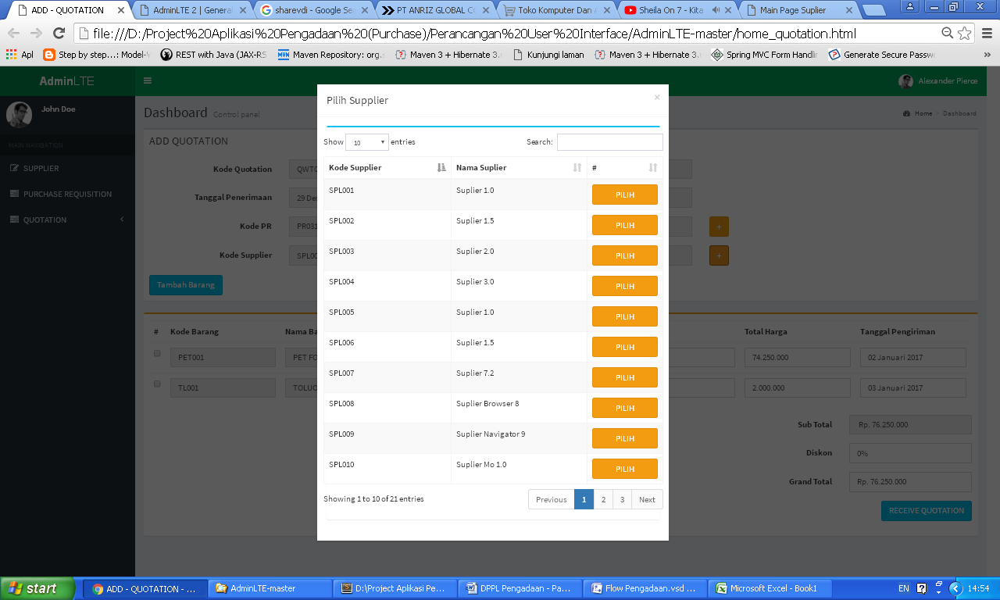 ADD - QUOTATION
AdminLTE 2 | General
sharevdi - Google Sea
PT ANRIZ GLOBAL CO
Toko Komputer Dan A
Sheila On 7 - Kita
Main Page Suplier
file:///D:/Project%20Aplikasi%20Pengadaan%20(Purchase)/Perancangan%20User%20Interface/AdminLTE-master/home_quotation.html
Apl
Step by step...: Model-V
REST with Java (JAX-RS
Maven Repository: org.s
Maven 3 + Hibernate 3.
Kunjungi laman
Maven 3 + Hibernate 3.
Spring MVC Form Handlin
Generate Secure Passw
»
AdminLTE
Alexander Pierce
John Doe
MAIN NAVIGATION
SUPPLIER
PURCHASE REQUISITION
QUOTATION
Dashboard Control panel
Home > Dashboard
ADD QUOTATION
Kode Quotation QWTO
Tanggal Penerimaan 29 Des
Kode PR PR031 +
Kode Supplier SPL00 +
Tambah Barang
Pilih Supplier ×
Show 10 entries Search:
Kode Supplier Nama Suplier #
SPL001 Suplier 1.0 PILIH
SPL002 Suplier 1.5 PILIH
SPL003 Suplier 2.0 PILIH
SPL004 Suplier 3.0 PILIH
SPL005 Suplier 1.0 PILIH
SPL006 Suplier 1.5 PILIH
SPL007 Suplier 7.2 PILIH
SPL008 Suplier Browser 8 PILIH
SPL009 Suplier Navigator 9 PILIH
SPL010 Suplier Mo 1.0 PILIH
Showing 1 to 10 of 21 entries Previous 1 2 3 Next
# Kode Barang Nama Ba Total Harga Tanggal Pengiriman
PET001 PET FO 74.250.000 02 Januari 2017
TL001 TOLUO 2.000.000 03 Januari 2017
Sub Total Rp. 76.250.000
Diskon 0%
Grand Total Rp. 76.250.000
RECEIVE QUOTATION
start
ADD - QUOTATION - ...
AdminLTE-master
D:\Project Aplikasi Pe...
DPPL Pengadaan - Pa...
Flow Pengadaan.vsd ...
Microsoft Excel - Book1
EN
14:54